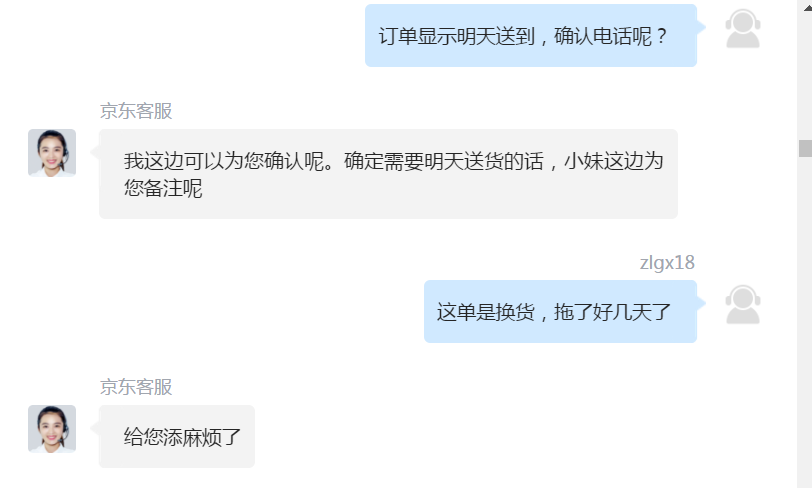 订单显示明天送到，确认电话呢？
京东客服
我这边可以为您确认呢。确定需要明天送货的话，小妹这边为
您备注呢
zlgx18
这单是换货，拖了好几天了
京东客服
给您添麻烦了